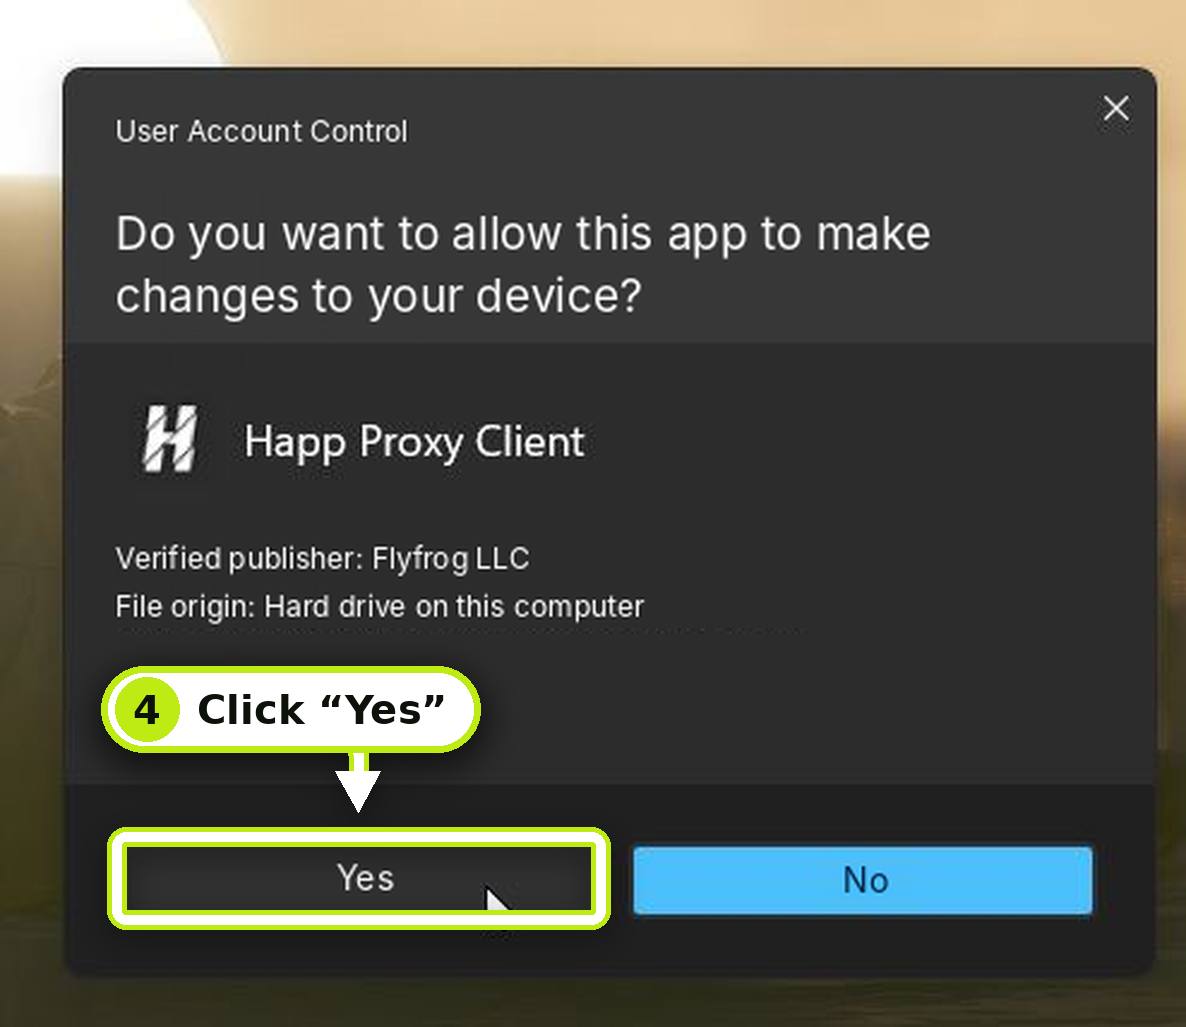 User Account Control
Do you want to allow this app to make
changes to your device?
Happ Proxy Client
Verified publisher: Flyfrog LLC
File origin: Hard drive on this computer
4 Click “Yes”
Yes
No